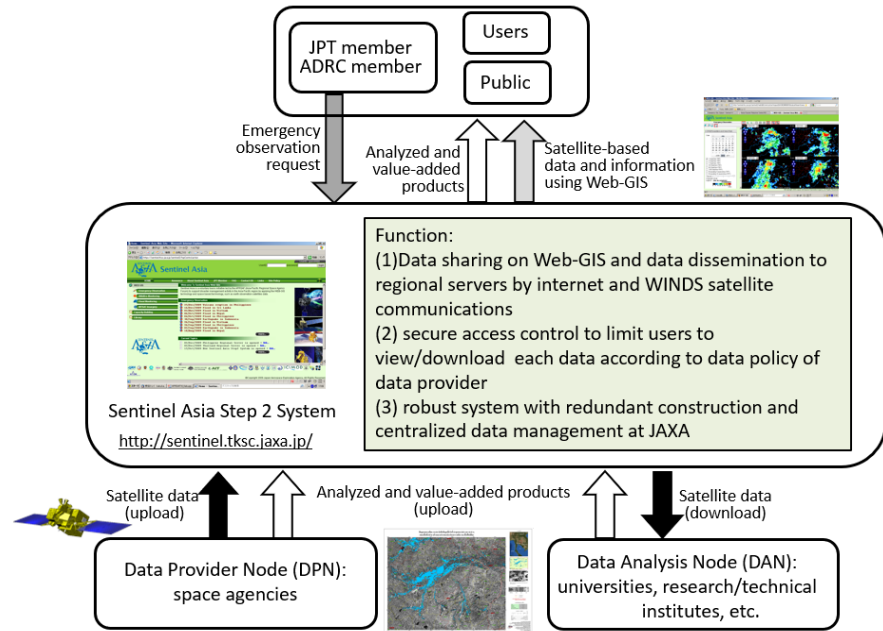 JPT member
ADRC member
Users
Public
Emergency
observation
request
Analyzed and
value-added
products
Satellite-based
data and information
using Web-GIS
Sentinel Asia
Sentinel Asia Step 2 System
http://sentinel.tksc.jaxa.jp/
Function:
(1)Data sharing on Web-GIS and data dissemination to
regional servers by internet and WINDS satellite
communications
(2) secure access control to limit users to
view/download  each data according to data policy of
data provider
(3) robust system with redundant construction and
centralized data management at JAXA
Satellite data
(upload)
Analyzed and value-added products
(upload)
Satellite data
(download)
Data Provider Node (DPN):
space agencies
Data Analysis Node (DAN):
universities, research/technical
institutes, etc.